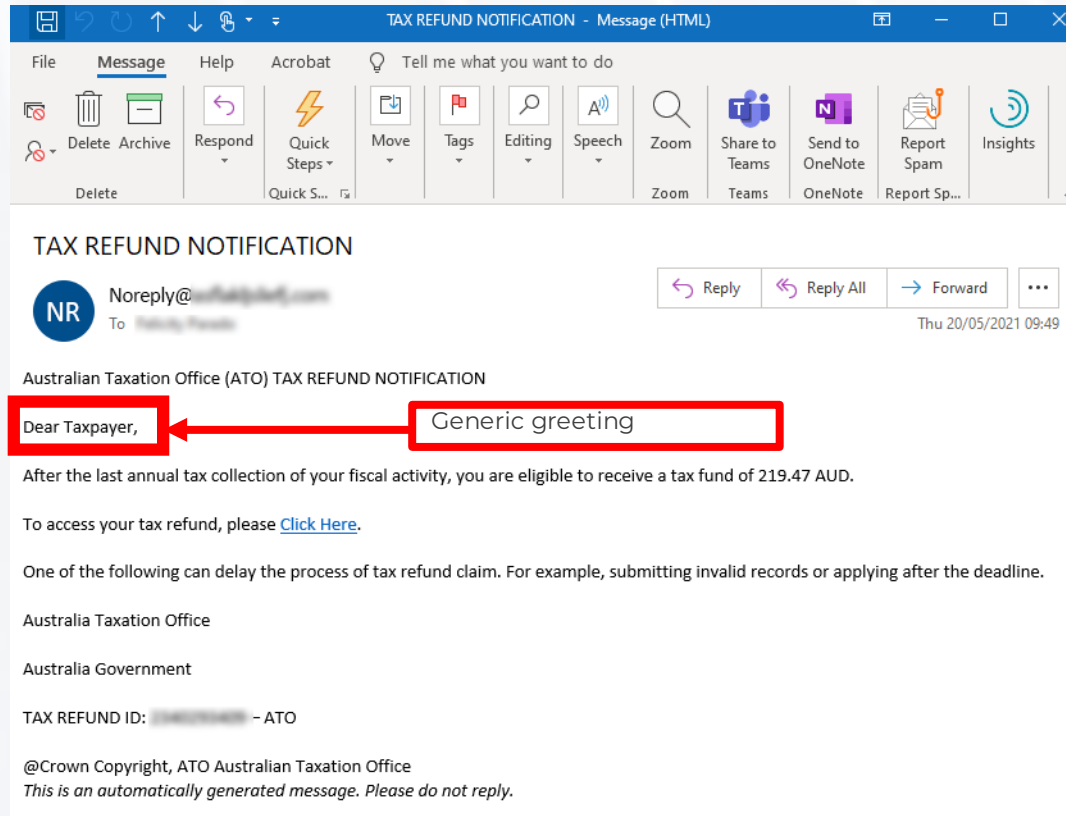 TAX REFUND NOTIFICATION - Message (HTML)
File Message Help Acrobat Tell me what you want to do
Delete Archive Respond Quick Steps Move Tags Editing Speech Zoom Share to Teams Send to OneNote Report Spam Insights
Delete Quick S... Zoom Teams OneNote Report Sp...
TAX REFUND NOTIFICATION
NR
Noreply@
To
Reply Reply All Forward
Thu 20/05/2021 09:49
Australian Taxation Office (ATO) TAX REFUND NOTIFICATION
Dear Taxpayer,
Generic greeting
After the last annual tax collection of your fiscal activity, you are eligible to receive a tax fund of 219.47 AUD.
To access your tax refund, please Click Here.
One of the following can delay the process of tax refund claim. For example, submitting invalid records or applying after the deadline.
Australia Taxation Office
Australia Government
TAX REFUND ID: – ATO
@Crown Copyright, ATO Australian Taxation Office
This is an automatically generated message. Please do not reply.